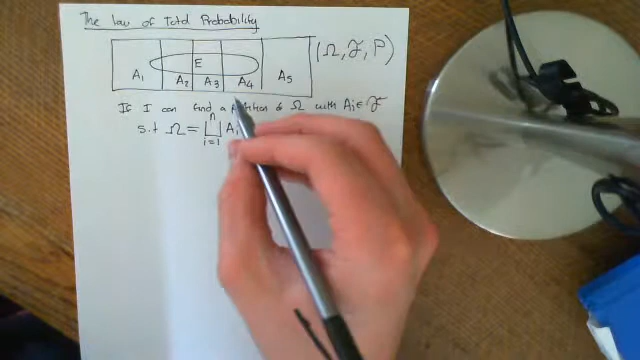 The Law of Total Probability
A₁ A₂ E A₃ A₄ A₅ (Ω, ℱ, P)
If I can find a partition of Ω with Aᵢ ∈ ℱ
s.t Ω = ⊔ⁿᵢ₌₁ Aᵢ